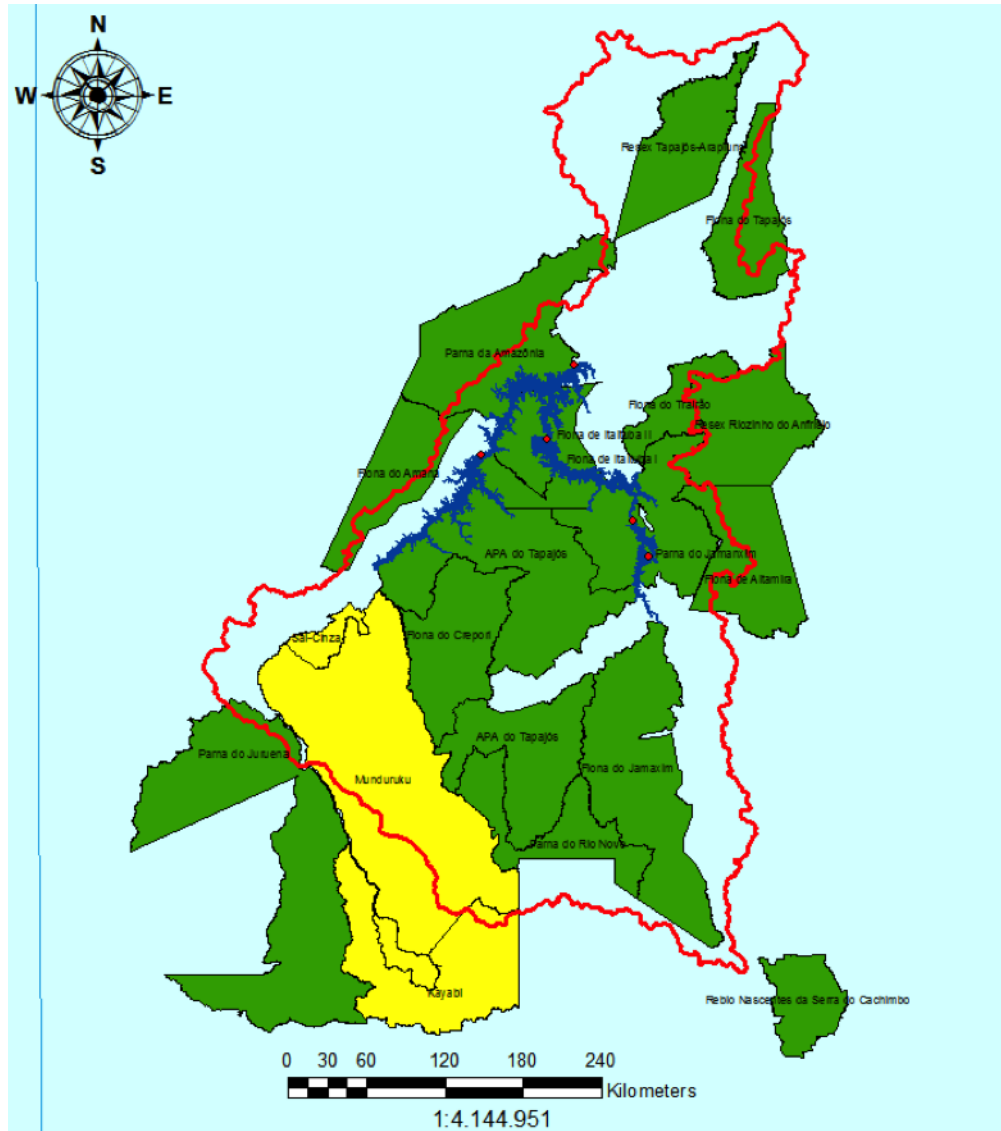 N
W E
S
Resex Tapajós-Arapiuns
Flona do Tapajós
Parna da Amazônia
Flona do Trairão
Resex Riozinho do Anfrísio
Flona de Itaituba II
Flona de Itaituba I
Flona do Amana
APA do Tapajós
Parna do Jamanxim
Flona de Altamira
Sai-Cinza
Flona do Crepori
APA do Tapajós
Parna do Juruena
Flona do Jamaxim
Munduruku
Parna do Rio Novo
Kayabi
Rebio Nascentes da Serra do Cachimbo
0 30 60 120 180 240
Kilometers
1:4.144.951